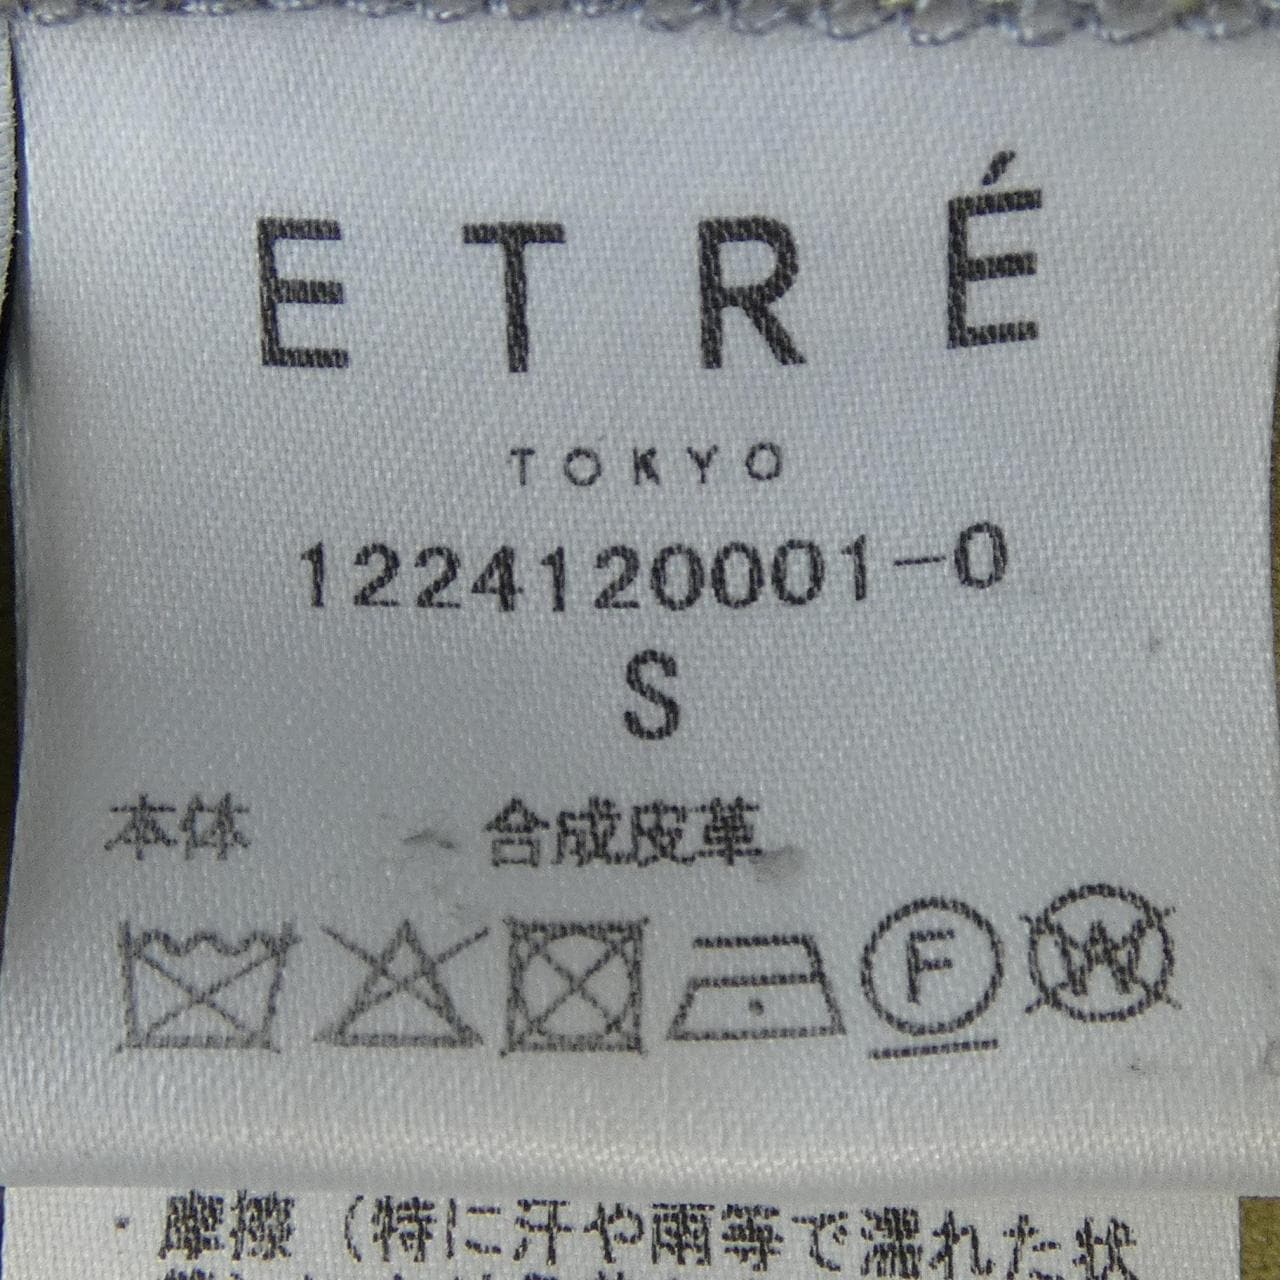 ETRÉ
TOKYO
1224120001-0
S
本体 合成皮革
F W
・摩擦（特に汗や雨等で濡れた状